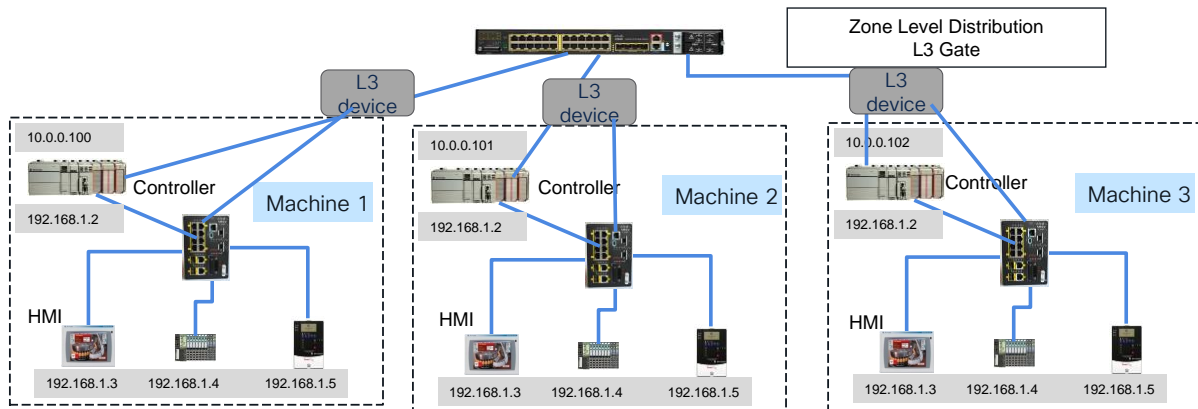 Zone Level Distribution
L3 Gate
L3
device
L3
device
L3
device
10.0.0.100
Controller
192.168.1.2
Machine 1
HMI
192.168.1.3
192.168.1.4
192.168.1.5
10.0.0.101
Controller
192.168.1.2
Machine 2
HMI
192.168.1.3
192.168.1.4
192.168.1.5
10.0.0.102
Controller
192.168.1.2
Machine 3
HMI
192.168.1.3
192.168.1.4
192.168.1.5